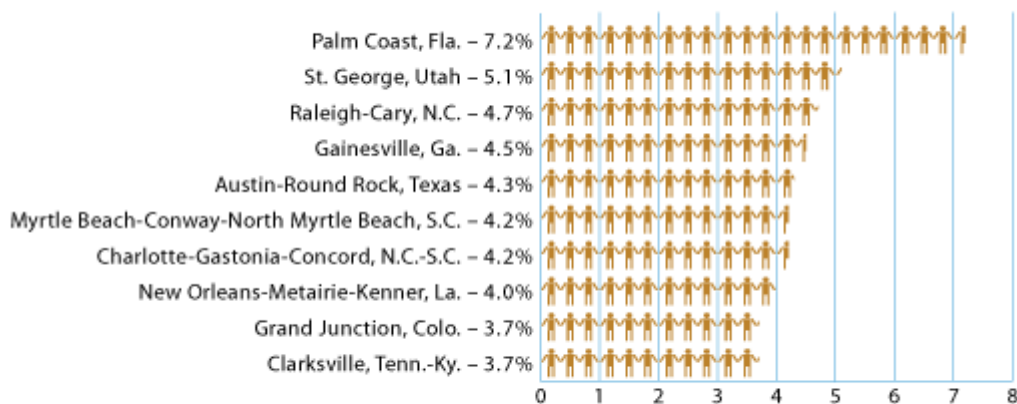 Palm Coast, Fla. – 7.2%
St. George, Utah – 5.1%
Raleigh-Cary, N.C. – 4.7%
Gainesville, Ga. – 4.5%
Austin-Round Rock, Texas – 4.3%
Myrtle Beach-Conway-North Myrtle Beach, S.C. – 4.2%
Charlotte-Gastonia-Concord, N.C.-S.C. – 4.2%
New Orleans-Metairie-Kenner, La. – 4.0%
Grand Junction, Colo. – 3.7%
Clarksville, Tenn.-Ky. – 3.7%
0 1 2 3 4 5 6 7 8